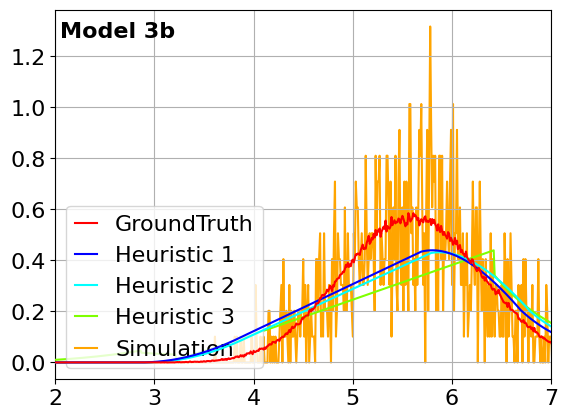 Model 3b
1.2
1.0
0.8
0.6
0.4
0.2
0.0
GroundTruth
Heuristic 1
Heuristic 2
Heuristic 3
Simulation
2 3 4 5 6 7